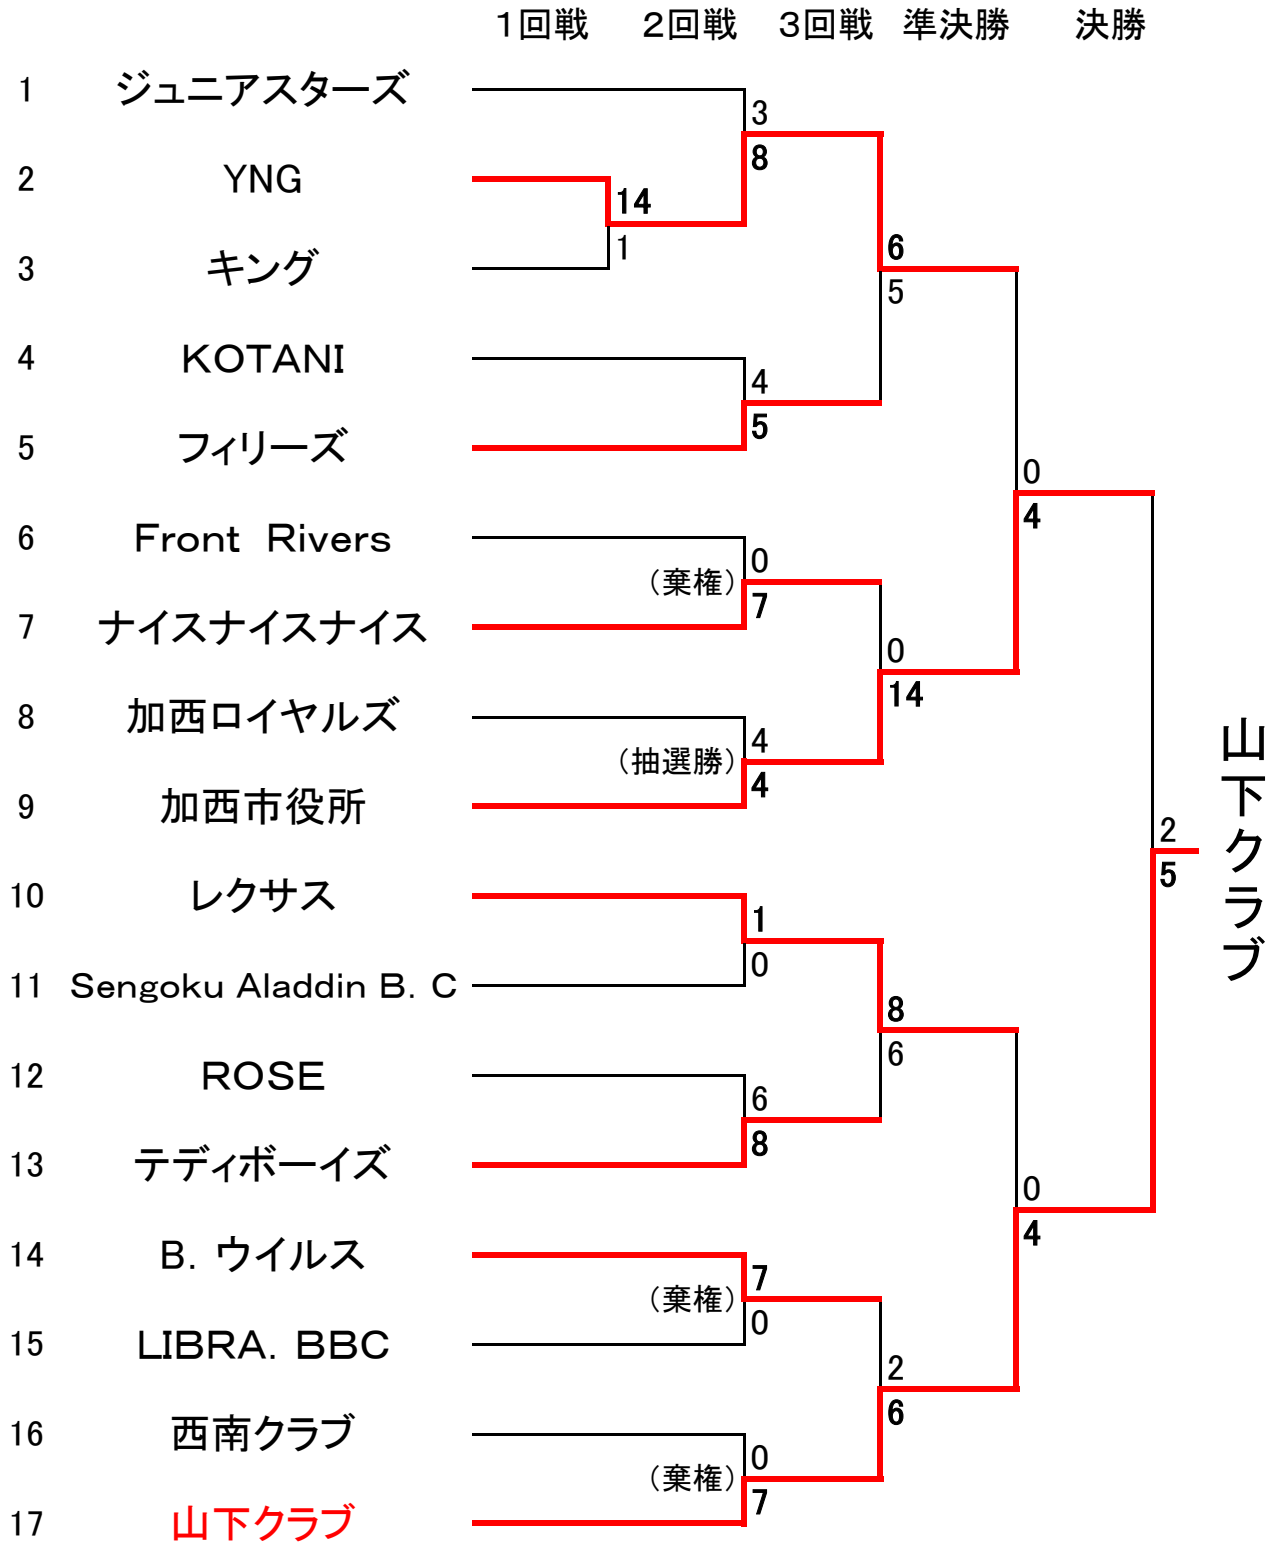 １回戦 ２回戦 ３回戦 準決勝 決勝
1 ジュニアスターズ
3
8
2 YNG
14
1
3 キング
6
5
4 KOTANI
4
5
5 フィリーズ
0
4
6 Front Rivers
0
(棄権)
7
7 ナイスナイスナイス
0
14
8 加西ロイヤルズ
4
(抽選勝)
4
9 加西市役所
2
5
山下クラブ
10 レクサス
1
0
11 Sengoku Aladdin B. C
8
6
12 ROSE
6
8
13 テディボーイズ
0
4
14 B. ウイルス
7
(棄権)
0
15 LIBRA. BBC
2
6
16 西南クラブ
0
(棄権)
7
17 山下クラブ